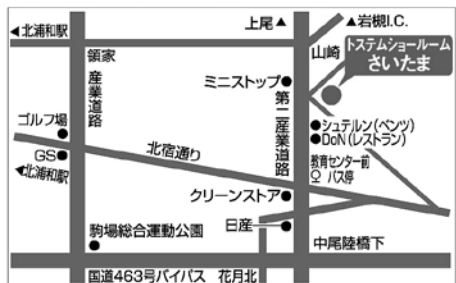 上尾▲
▲岩槻I.C.
◀北浦和駅
領家
山崎
トステムショールーム
さいたま
産業道路
ミニストップ
第二産業道路
ゴルフ場
シュテルン(ベンツ)
DoN(レストラン)
北宿通り
GS
教育センター前
バス停
◀北浦和駅
クリーンストア
駒場総合運動公園
日産
中尾陸橋下
国道463号バイパス 花月北